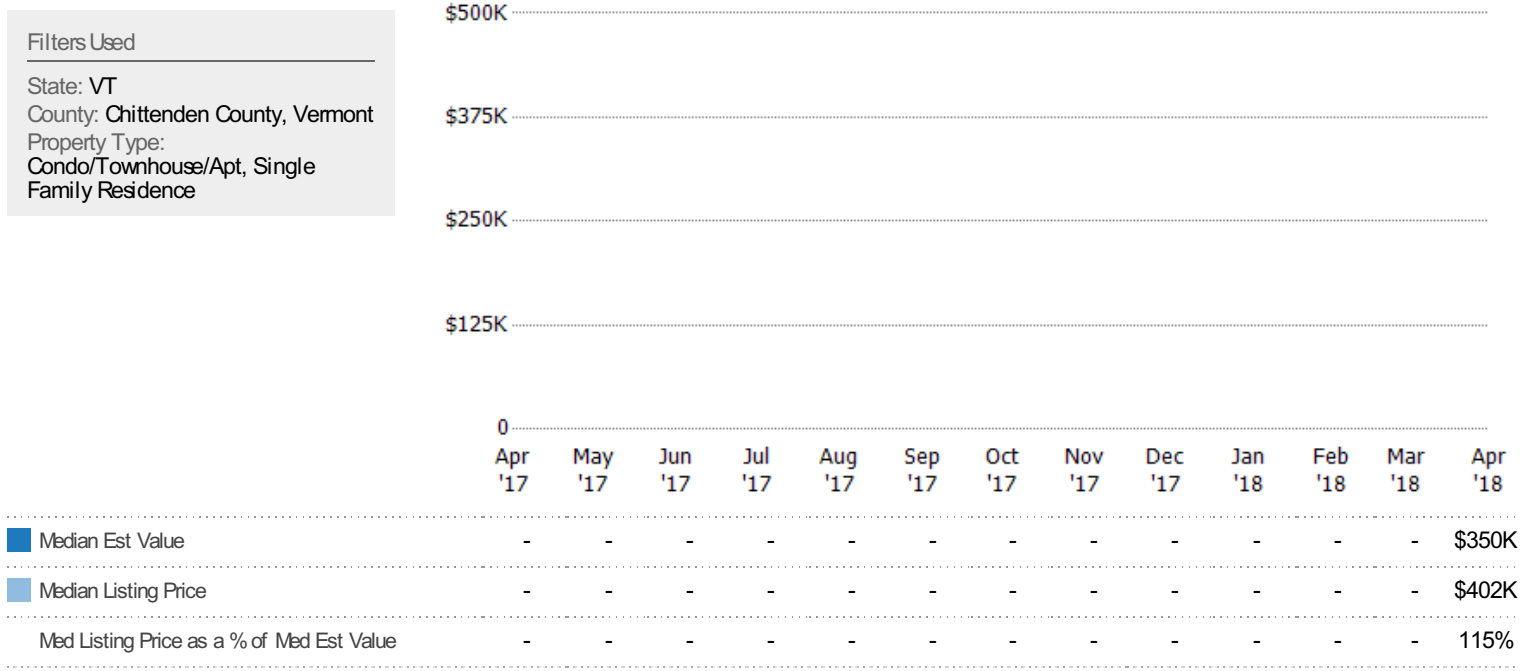 Filters Used
State: VT
County: Chittenden County, Vermont
Property Type:
Condo/Townhouse/Apt, Single
Family Residence
$500K
$375K
$250K
$125K
0
Apr May Jun Jul Aug Sep Oct Nov Dec Jan Feb Mar Apr
'17 '17 '17 '17 '17 '17 '17 '17 '17 '18 '18 '18 '18
Median Est Value - - - - - - - - - - - - $350K
Median Listing Price - - - - - - - - - - - - $402K
Med Listing Price as a % of Med Est Value - - - - - - - - - - - - 115%